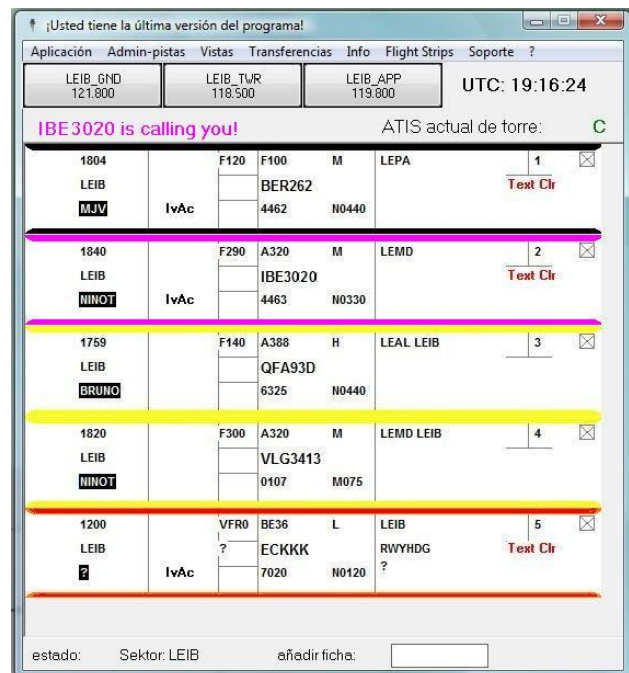 ¡Usted tiene la última versión del programa!
Aplicación Admin-pistas Vistas Transferencias Info Flight Strips Soporte ?
LEIB_GND LEIB_TWR LEIB_APP UTC: 19:16:24
121.800 118.500 119.800
IBE3020 is calling you! ATIS actual de torre: C
1804 F120 F100 M LEPA 1
LEIB BER262 Text Clr
MJV IvAc 4462 N0440
1840 F290 A320 M LEMD 2
LEIB IBE3020 Text Clr
NINOT IvAc 4463 N0330
1759 F140 A388 H LEAL LEIB 3
LEIB QFA93D
BRUNO 6325 N0440
1820 F300 A320 M LEMD LEIB 4
LEIB VLG3413
NINOT 0107 M075
1200 VFR0 BE36 L LEIB 5
LEIB ? ECKKK RWYHDG Text Clr
? IvAc 7020 N0120 ?
estado: Sektor: LEIB añadir ficha: